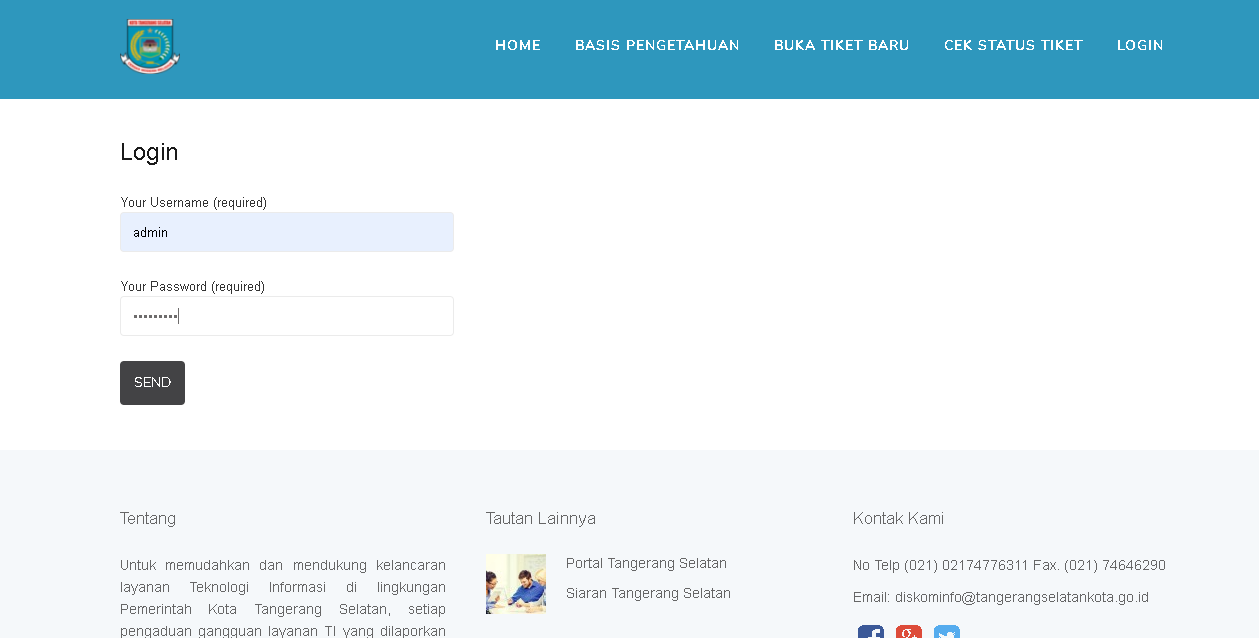 KOTA TANGERANG SELATAN
HOME BASIS PENGETAHUAN BUKA TIKET BARU CEK STATUS TIKET LOGIN
Login
Your Username (required)
admin
Your Password (required)
•••••••••
SEND
Tentang
Untuk memudahkan dan mendukung kelancaran
layanan Teknologi Informasi di lingkungan
Pemerintah Kota Tangerang Selatan, setiap
pengaduan gangguan layanan TI yang dilaporkan
Tautan Lainnya
Portal Tangerang Selatan
Siaran Tangerang Selatan
Kontak Kami
No Telp (021) 02174776311 Fax. (021) 74646290
Email: diskominfo@tangerangselatankota.go.id